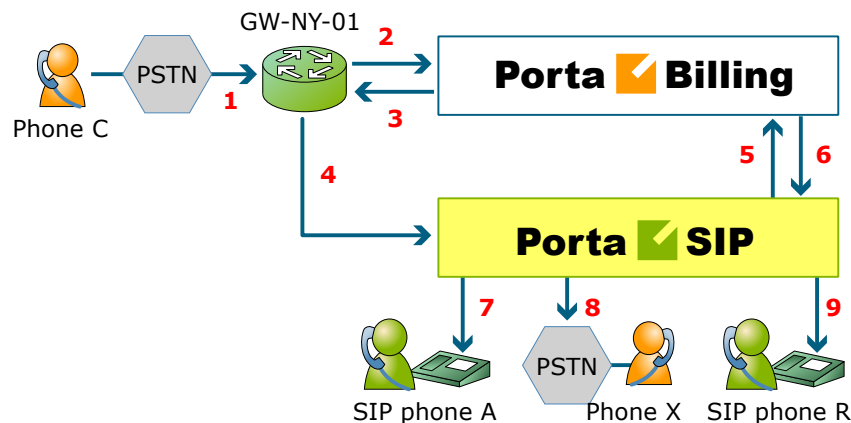 GW-NY-01
2
Porta Billing
PSTN
1
3
Phone C
5
6
4
Porta SIP
7
8
9
PSTN
SIP phone A
Phone X
SIP phone R